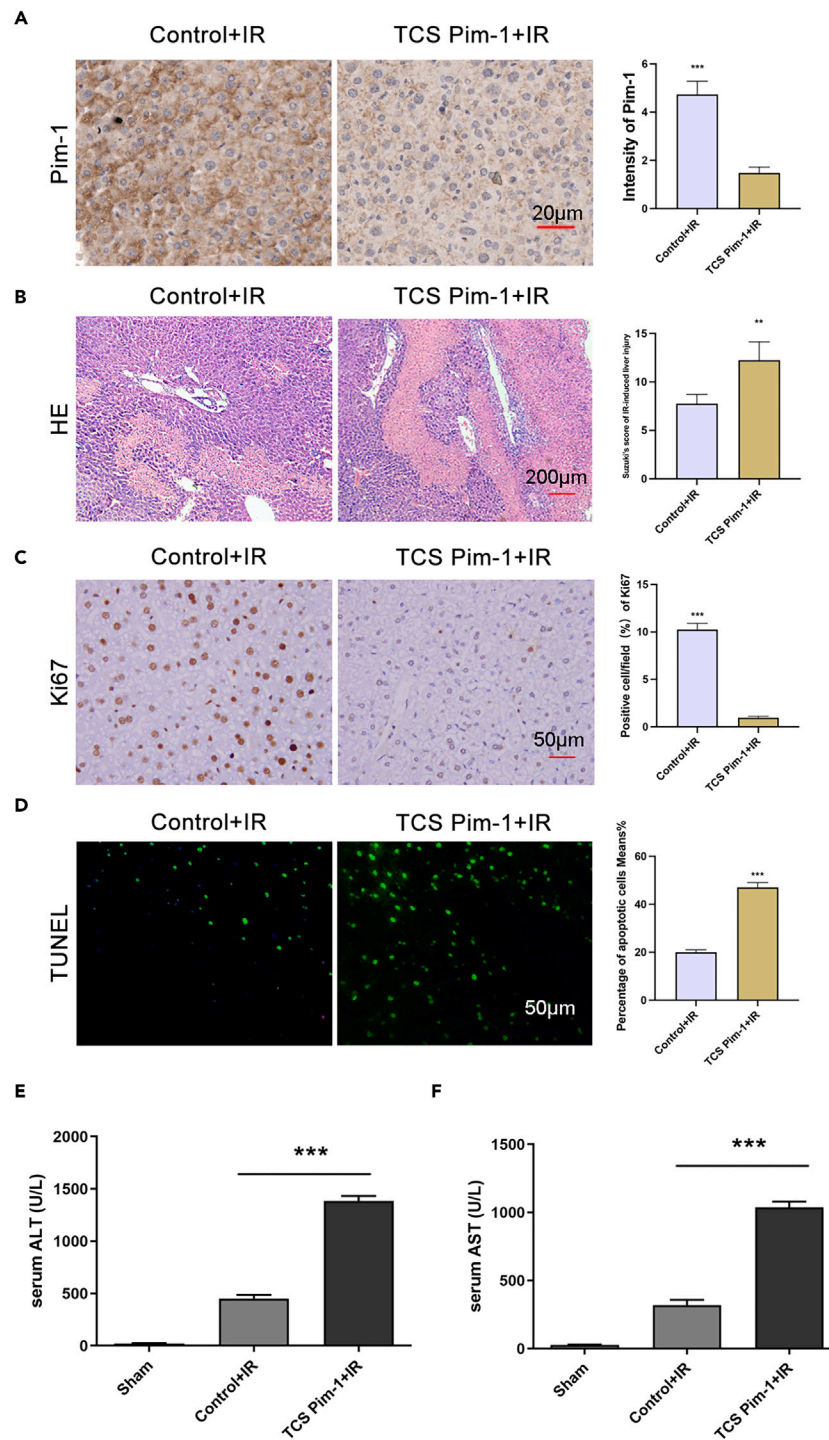 A
Control+IR
TCS Pim-1+IR
Pim-1
20μm
Intensity of Pim-1
6
4
2
0
***
Control+IR
TCS Pim-1+IR
B
Control+IR
TCS Pim-1+IR
HE
200μm
Suzuki's score of IR-induced liver injury
15
10
5
0
**
Control+IR
TCS Pim-1+IR
C
Control+IR
TCS Pim-1+IR
Ki67
50μm
Positive cell/field (%) of Ki67
15
10
5
0
***
Control+IR
TCS Pim-1+IR
D
Control+IR
TCS Pim-1+IR
TUNEL
50μm
Percentage of apoptotic cells Means%
60
40
20
0
***
Control+IR
TCS Pim-1+IR
E
serum ALT (U/L)
2000
1500
1000
500
0
***
Sham
Control+IR
TCS Pim-1+IR
F
serum AST (U/L)
1500
1000
500
0
***
Sham
Control+IR
TCS Pim-1+IR